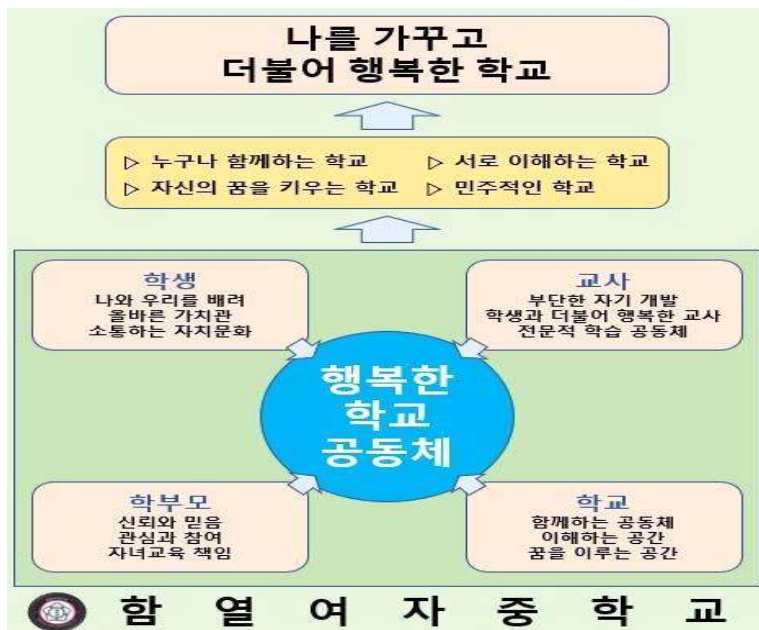 나를 가꾸고
더불어 행복한 학교
▷ 누구나 함께하는 학교 ▷ 서로 이해하는 학교
▷ 자신의 꿈을 키우는 학교 ▷ 민주적인 학교
학생
나와 우리를 배려
올바른 가치관
소통하는 자치문화
교사
부단한 자기 개발
학생과 더불어 행복한 교사
전문적 학습 공동체
행복한
학교
공동체
학부모
신뢰와 믿음
관심과 참여
자녀교육 책임
학교
함께하는 공동체
이해하는 공간
꿈을 이루는 공간
함 열 여 자 중 학 교